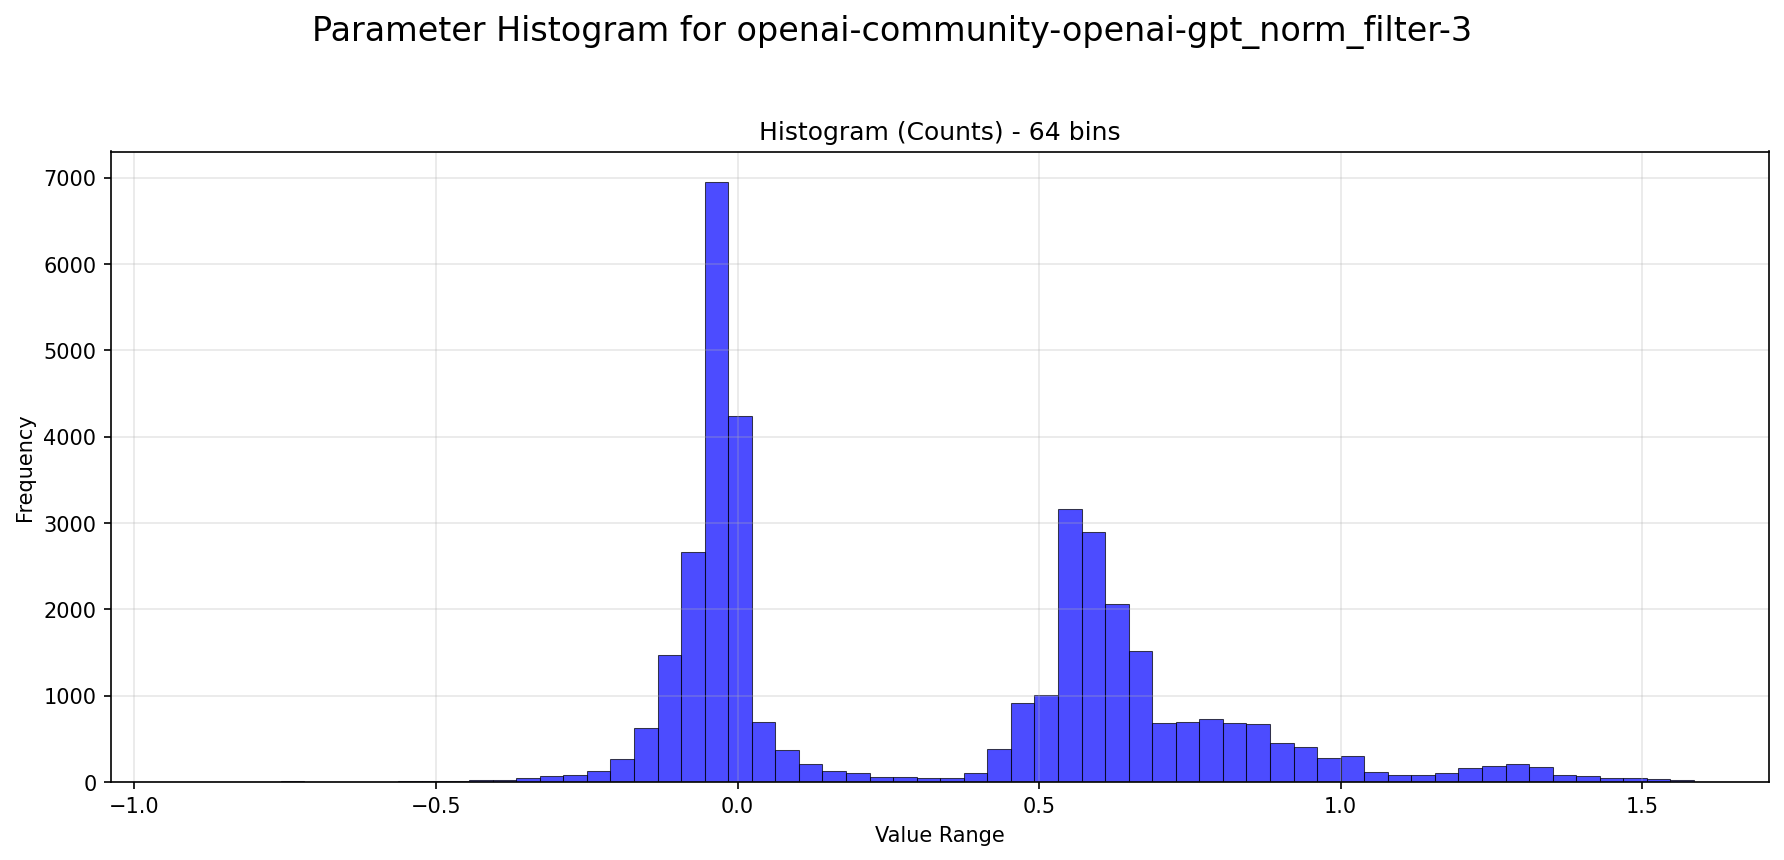 Parameter Histogram for openai-community-openai-gpt_norm_filter-3
Histogram (Counts) - 64 bins
7000
6000
5000
4000
3000
2000
1000
0
Frequency
−1.0 −0.5 0.0 0.5 1.0 1.5
Value Range